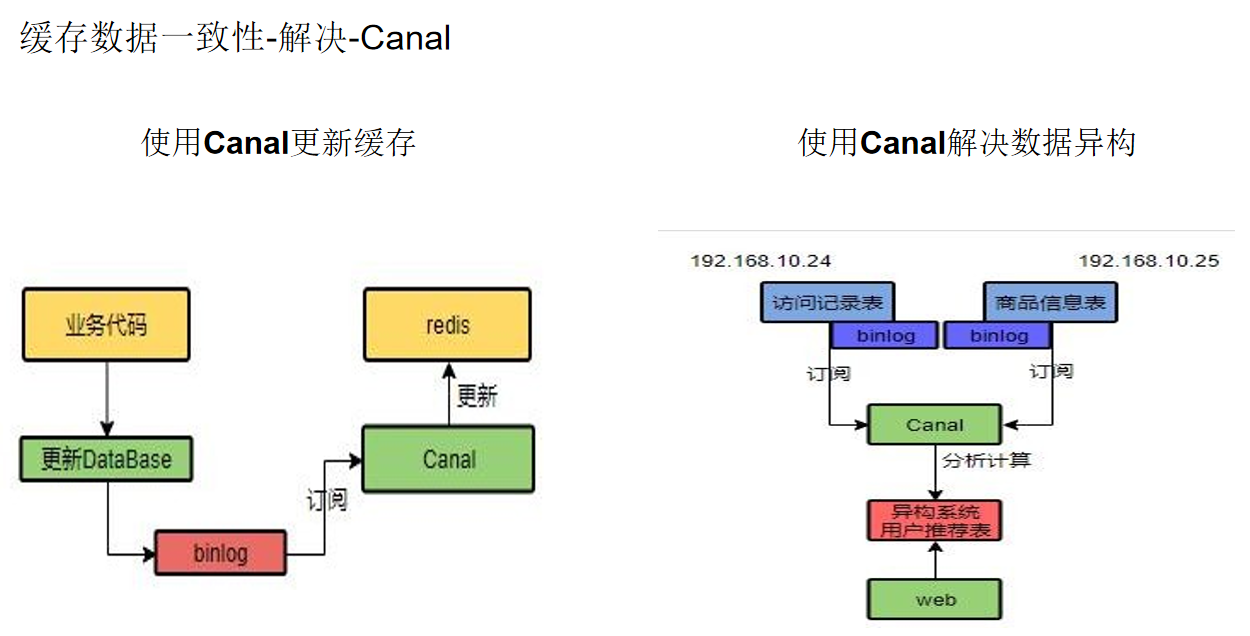 缓存数据一致性-解决-Canal
使用Canal更新缓存
业务代码
redis
更新
更新DataBase
Canal
订阅
binlog
使用Canal解决数据异构
192.168.10.24
192.168.10.25
访问记录表
商品信息表
binlog
binlog
订阅
订阅
Canal
分析计算
异构系统
用户推荐表
web